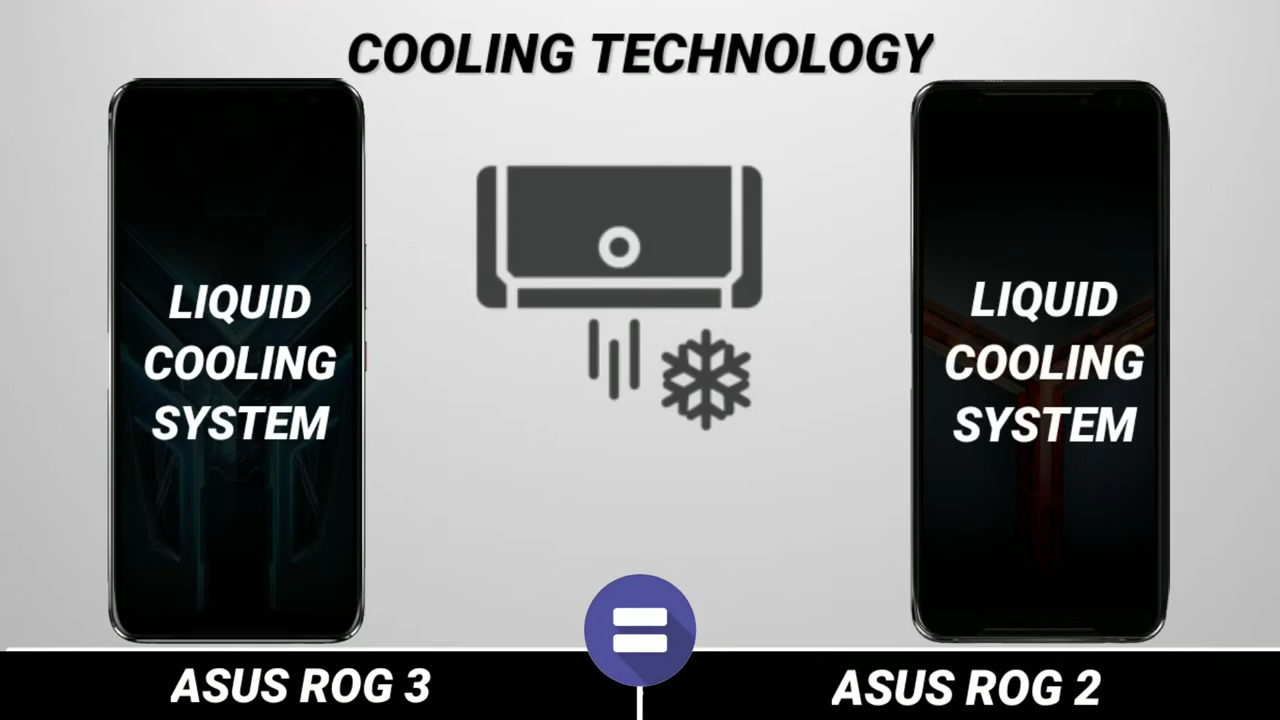 COOLING TECHNOLOGY
LIQUID
COOLING
SYSTEM
LIQUID
COOLING
SYSTEM
ASUS ROG 3
ASUS ROG 2